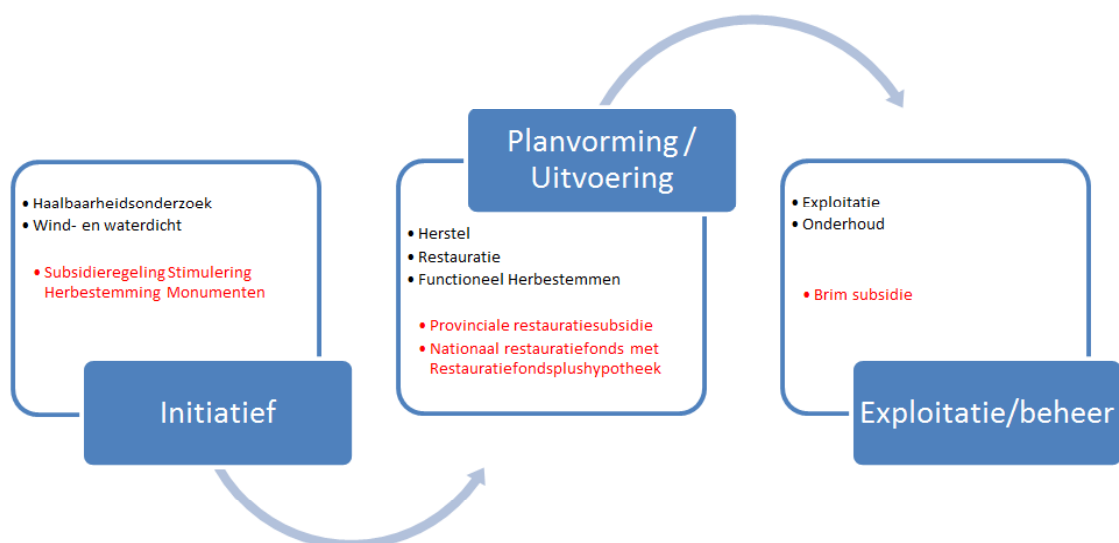 • Haalbaarheidsonderzoek
• Wind- en waterdicht
• Subsidieregeling Stimulering
Herbestemming Monumenten
Initiatief
Planvorming /
Uitvoering
• Herstel
• Restauratie
• Functioneel Herbestemmen
• Provinciale restauratiesubsidie
• Nationaal restauratiefonds met
Restauratiefondsplushypotheek
• Exploitatie
• Onderhoud
• Brim subsidie
Exploitatie/beheer